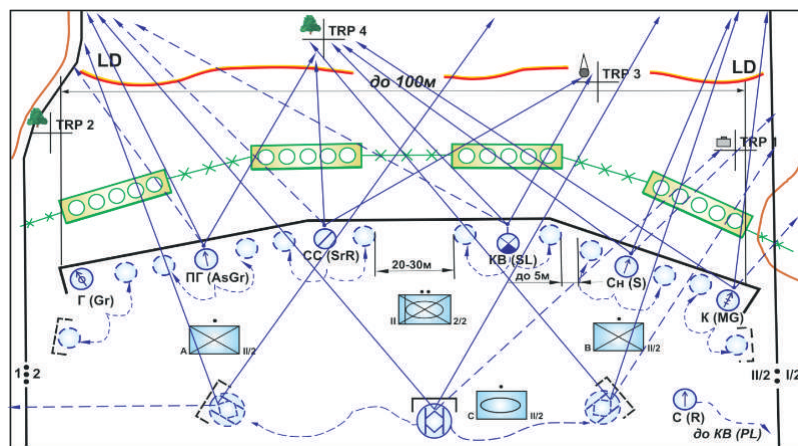 TRP 4
LD
LD
до 100м
TRP 3
TRP 2
TRP 1
СС (SrR)
КВ (SL)
20-30м
до 5м
ПГ (AsGr)
Сн (S)
Г (Gr)
К (MG)
II
2/2
А
II/2
В
II/2
1
2
II/2
I/2
С
II/2
С (R)
до КВ (PL)